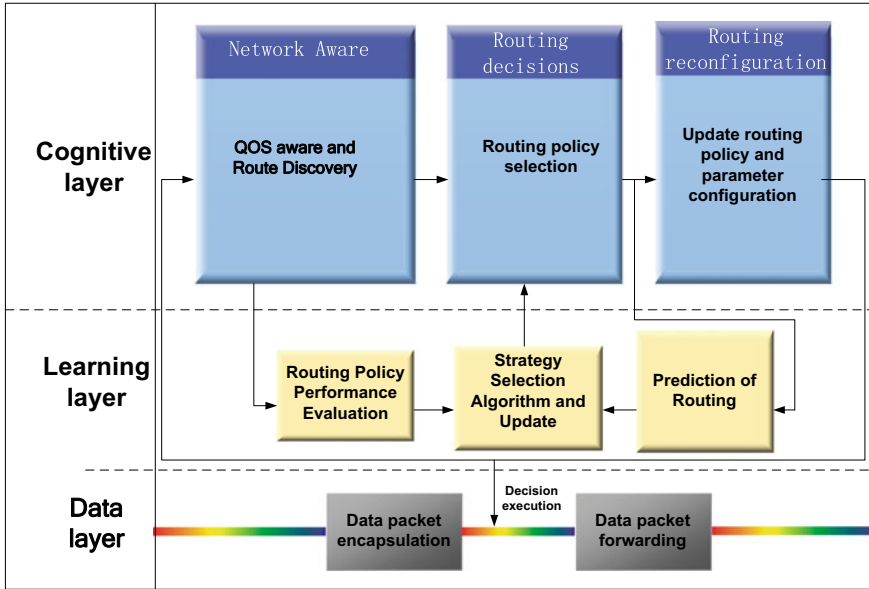 Network Aware
Routing
decisions
Routing
reconfiguration
Cognitive
layer
QOS aware and
Route Discovery
Routing policy
selection
Update routing
policy and
parameter
configuration
Learning
layer
Routing Policy
Performance
Evaluation
Strategy
Selection
Algorithm and
Update
Prediction of
Routing
Decision
execution
Data
layer
Data packet
encapsulation
Data packet
forwarding